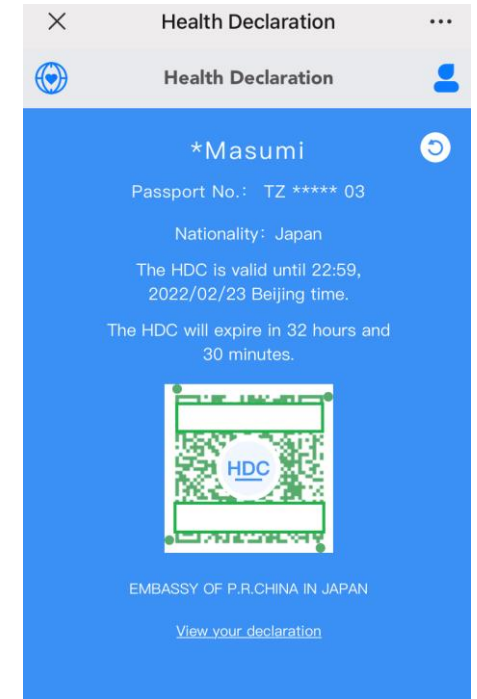 Health Declaration
Health Declaration
*Masumi
Passport No.: TZ ***** 03
Nationality: Japan
The HDC is valid until 22:59,
2022/02/23 Beijing time.
The HDC will expire in 32 hours and
30 minutes.
HDC
EMBASSY OF P.R.CHINA IN JAPAN
View your declaration